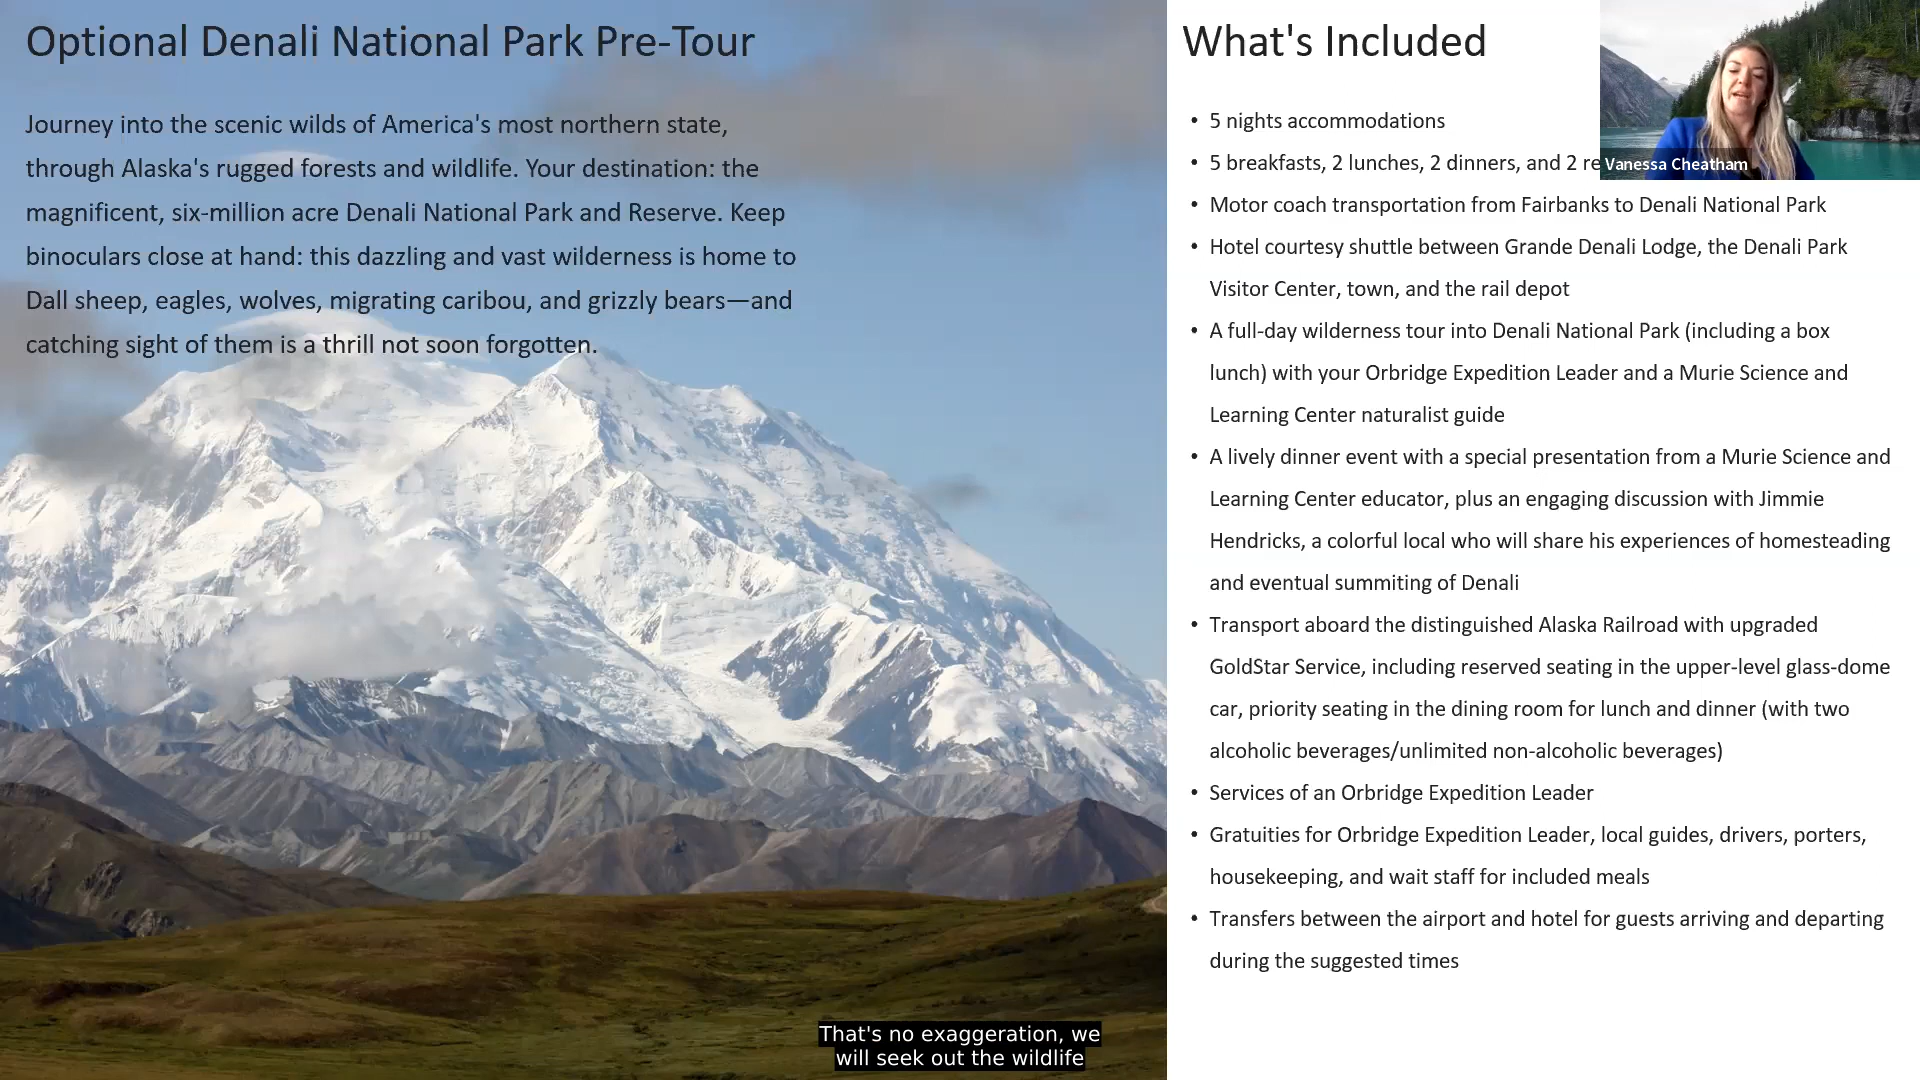 Optional Denali National Park Pre-Tour
Journey into the scenic wilds of America's most northern state,
through Alaska's rugged forests and wildlife. Your destination: the
magnificent, six-million acre Denali National Park and Reserve. Keep
binoculars close at hand: this dazzling and vast wilderness is home to
Dall sheep, eagles, wolves, migrating caribou, and grizzly bears—and
catching sight of them is a thrill not soon forgotten.
What's Included
• 5 nights accommodations
• 5 breakfasts, 2 lunches, 2 dinners, and 2
• Motor coach transportation from Fairbanks to Denali National Park
• Hotel courtesy shuttle between Grande Denali Lodge, the Denali Park
Visitor Center, town, and the rail depot
• A full-day wilderness tour into Denali National Park (including a box
lunch) with your Orbridge Expedition Leader and a Murie Science and
Learning Center naturalist guide
• A lively dinner event with a special presentation from a Murie Science and
Learning Center educator, plus an engaging discussion with Jimmie
Hendricks, a colorful local who will share his experiences of homesteading
and eventual summiting of Denali
• Transport aboard the distinguished Alaska Railroad with upgraded
GoldStar Service, including reserved seating in the upper-level glass-dome
car, priority seating in the dining room for lunch and dinner (with two
alcoholic beverages/unlimited non-alcoholic beverages)
• Services of an Orbridge Expedition Leader
• Gratuities for Orbridge Expedition Leader, local guides, drivers, porters,
housekeeping, and wait staff for included meals
• Transfers between the airport and hotel for guests arriving and departing
during the suggested times
Vanessa Cheatham
That's no exaggeration, we
will seek out the wildlife